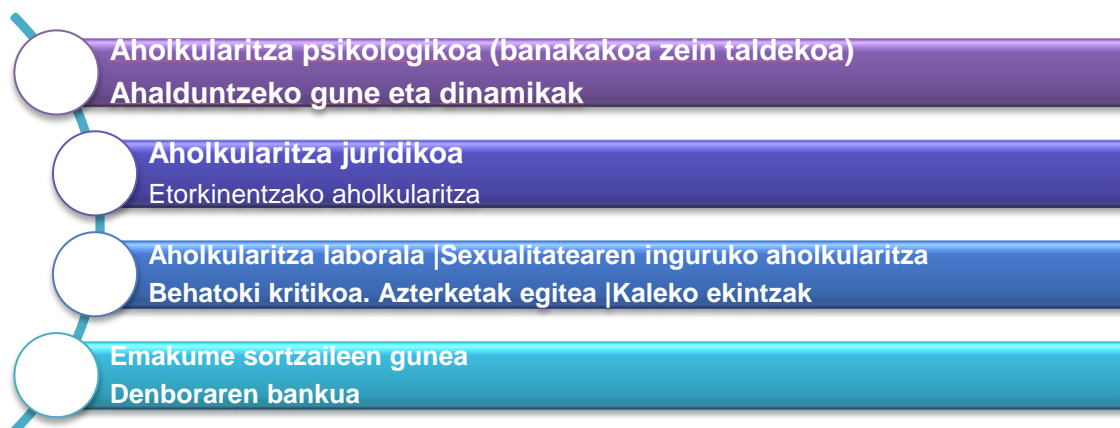 Aholkularitza psikologikoa (banakakoa zein taldekoa)
Ahalduntzeko gune eta dinamikak
Aholkularitza juridikoa
Etorkinentzako aholkularitza
Aholkularitza laborala |Sexualitatearen inguruko aholkularitza
Behatoki kritikoa. Azterketak egitea |Kaleko ekintzak
Emakume sortzaileen gunea
Denboraren bankua